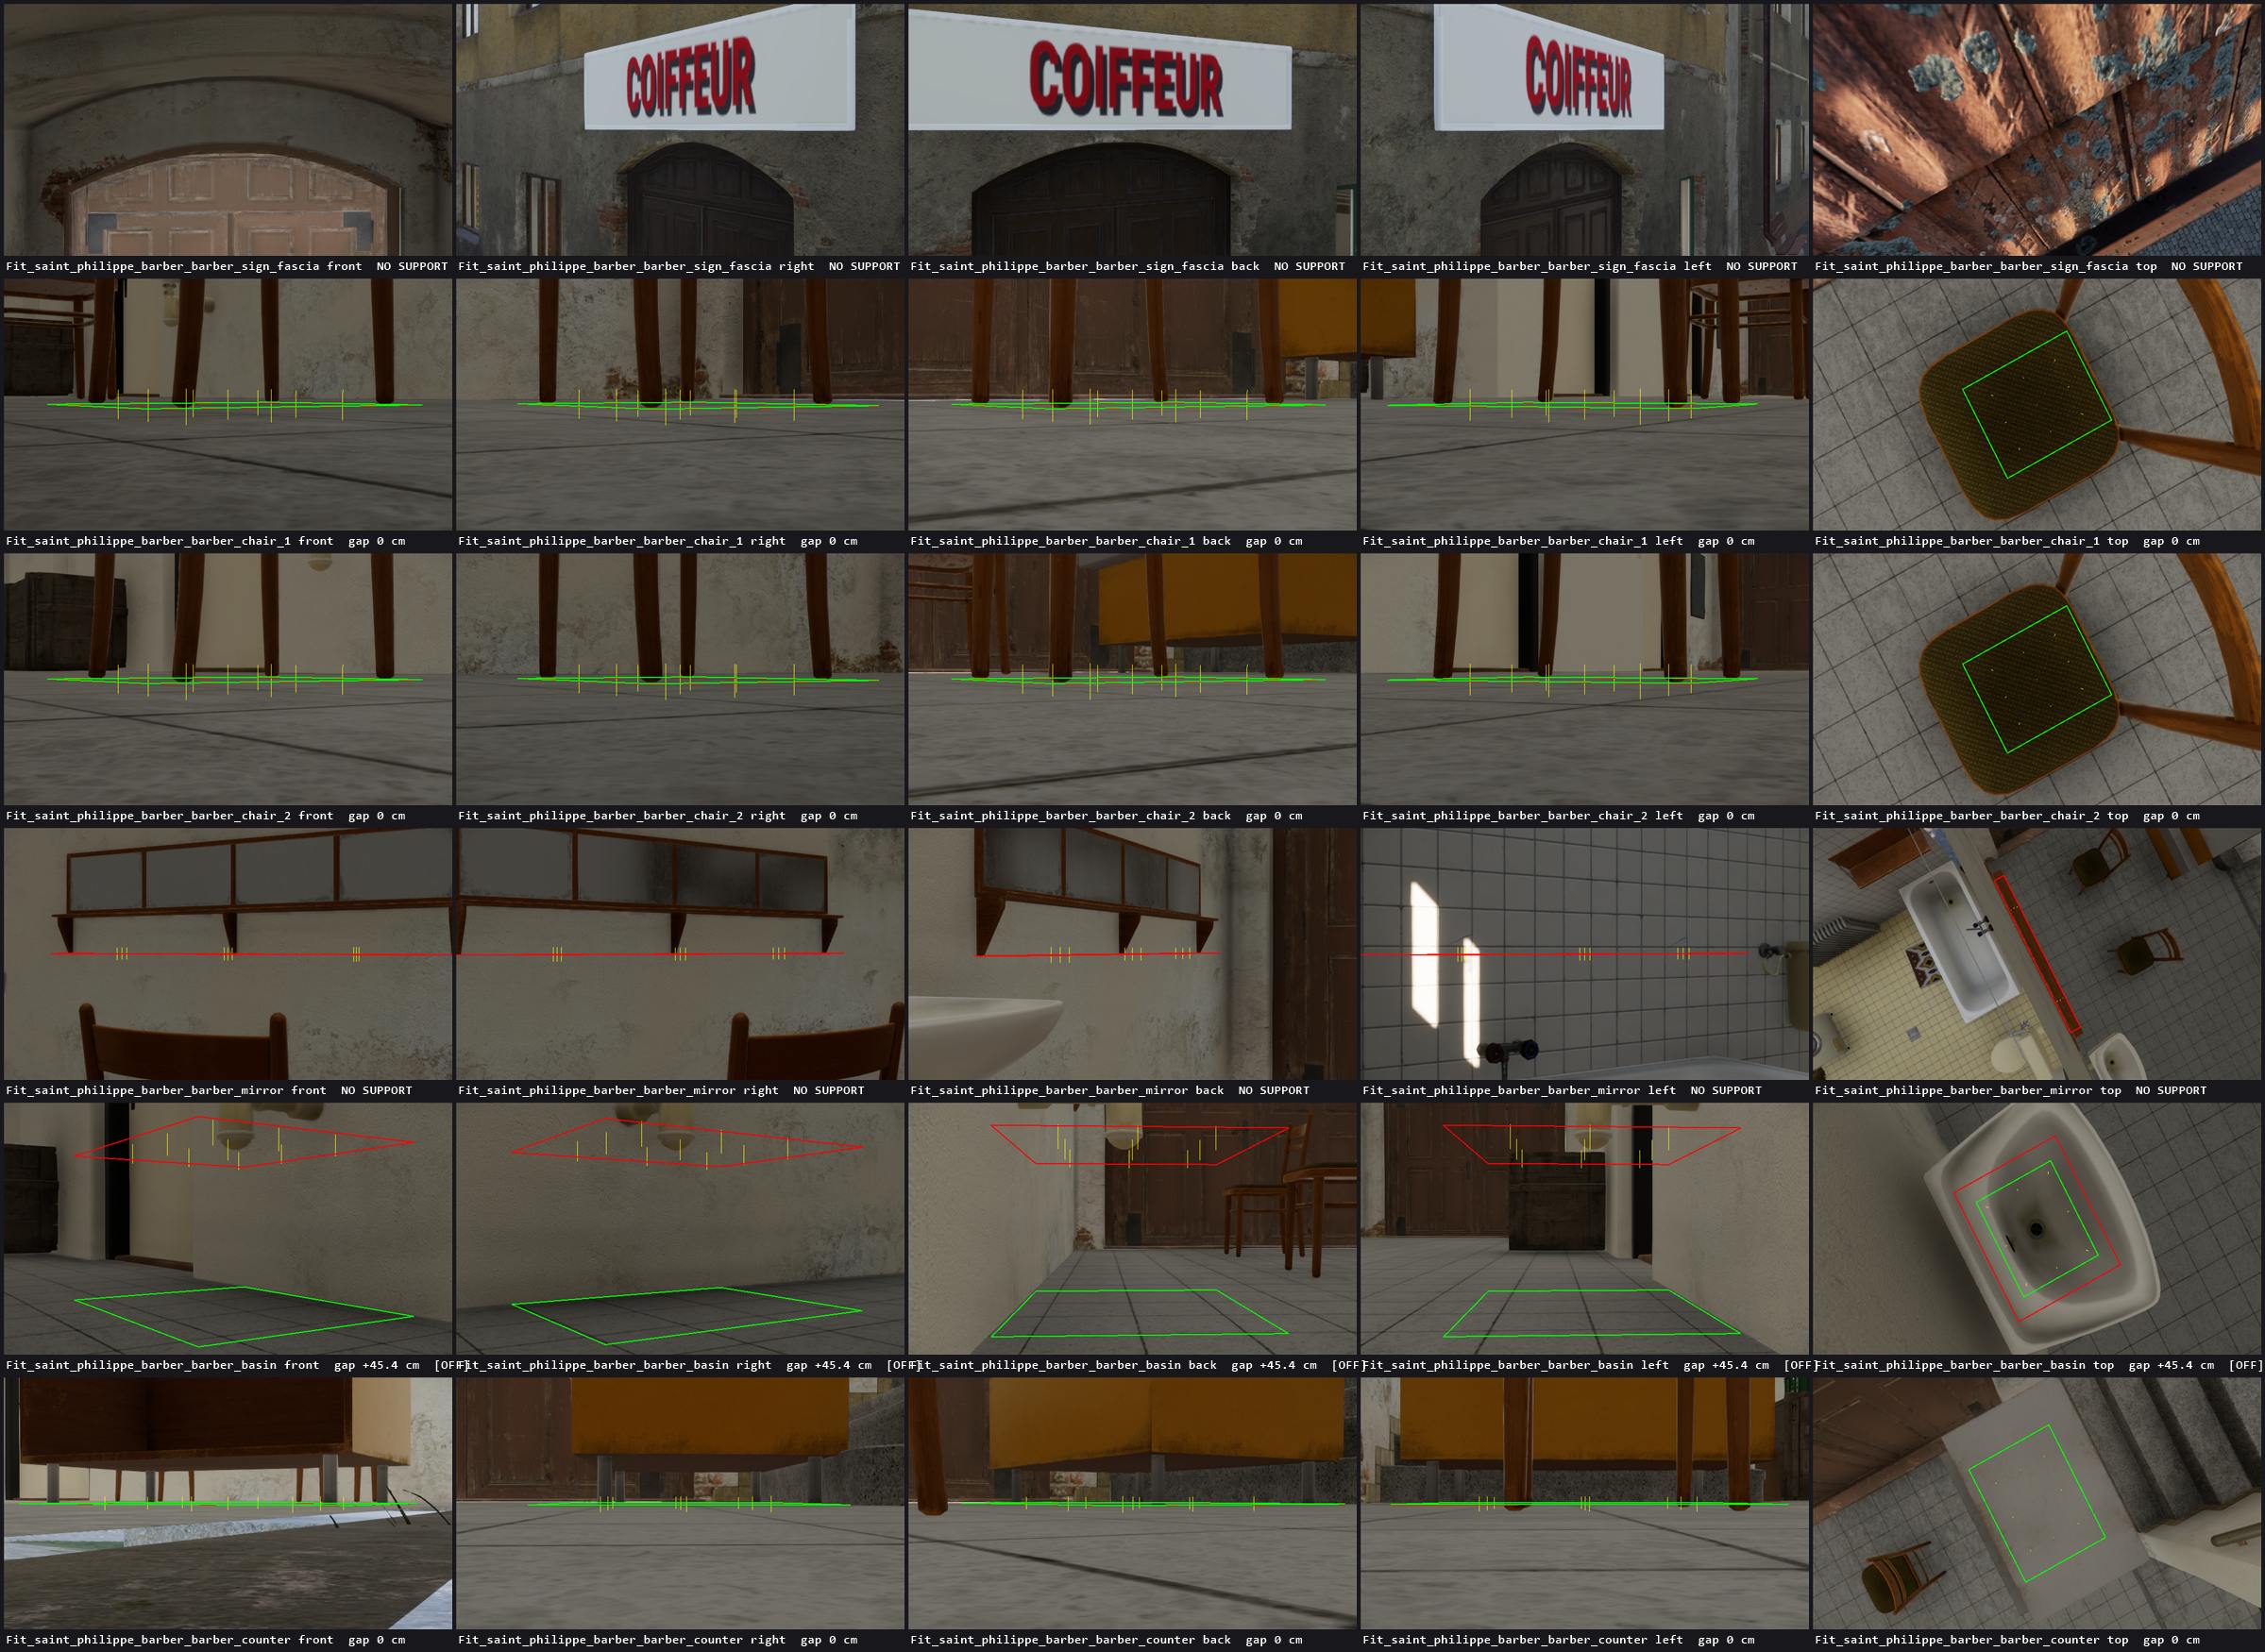 COIFFEUR
COIFFEUR
COIFFEUR
Fit_saint_philippe_barber_barber_sign_fascia front  NO SUPPORT
Fit_saint_philippe_barber_barber_sign_fascia right  NO SUPPORT
Fit_saint_philippe_barber_barber_sign_fascia back  NO SUPPORT
Fit_saint_philippe_barber_barber_sign_fascia left  NO SUPPORT
Fit_saint_philippe_barber_barber_sign_fascia top  NO SUPPORT
Fit_saint_philippe_barber_barber_chair_1 front  gap 0 cm
Fit_saint_philippe_barber_barber_chair_1 right  gap 0 cm
Fit_saint_philippe_barber_barber_chair_1 back  gap 0 cm
Fit_saint_philippe_barber_barber_chair_1 left  gap 0 cm
Fit_saint_philippe_barber_barber_chair_1 top  gap 0 cm
Fit_saint_philippe_barber_barber_chair_2 front  gap 0 cm
Fit_saint_philippe_barber_barber_chair_2 right  gap 0 cm
Fit_saint_philippe_barber_barber_chair_2 back  gap 0 cm
Fit_saint_philippe_barber_barber_chair_2 left  gap 0 cm
Fit_saint_philippe_barber_barber_chair_2 top  gap 0 cm
Fit_saint_philippe_barber_barber_mirror front  NO SUPPORT
Fit_saint_philippe_barber_barber_mirror right  NO SUPPORT
Fit_saint_philippe_barber_barber_mirror back  NO SUPPORT
Fit_saint_philippe_barber_barber_mirror left  NO SUPPORT
Fit_saint_philippe_barber_barber_mirror top  NO SUPPORT
Fit_saint_philippe_barber_barber_basin front  gap +45.4 cm  [OFF]
Fit_saint_philippe_barber_barber_basin right  gap +45.4 cm  [OFF]
Fit_saint_philippe_barber_barber_basin back  gap +45.4 cm  [OFF]
Fit_saint_philippe_barber_barber_basin left  gap +45.4 cm  [OFF]
Fit_saint_philippe_barber_barber_basin top  gap +45.4 cm  [OFF]
Fit_saint_philippe_barber_barber_counter front  gap 0 cm
Fit_saint_philippe_barber_barber_counter right  gap 0 cm
Fit_saint_philippe_barber_barber_counter back  gap 0 cm
Fit_saint_philippe_barber_barber_counter left  gap 0 cm
Fit_saint_philippe_barber_barber_counter top  gap 0 cm